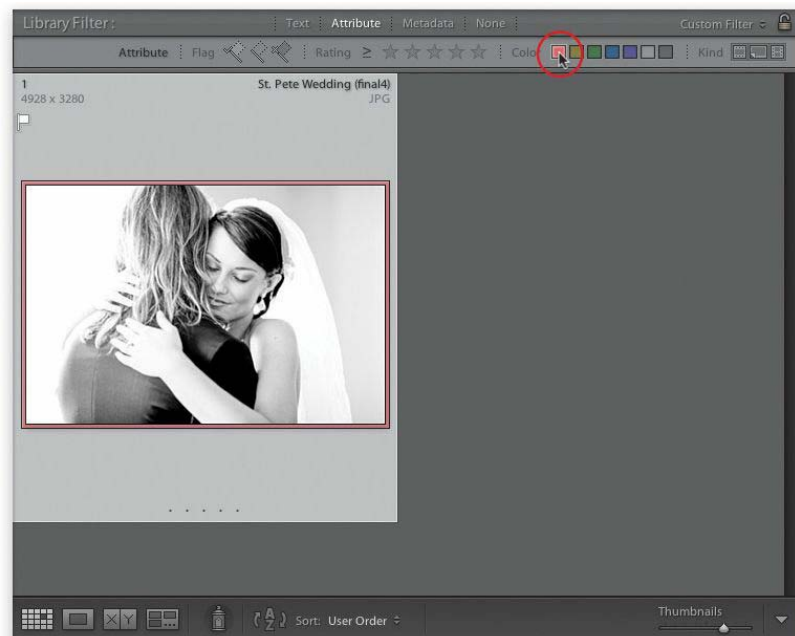 Library Filter : Text Attribute Metadata None Custom Filter
Attribute Flag Rating ≥ Color Kind
1 St. Pete Wedding (final4)
4928 x 3280 JPG
XY A Z Sort: User Order Thumbnails